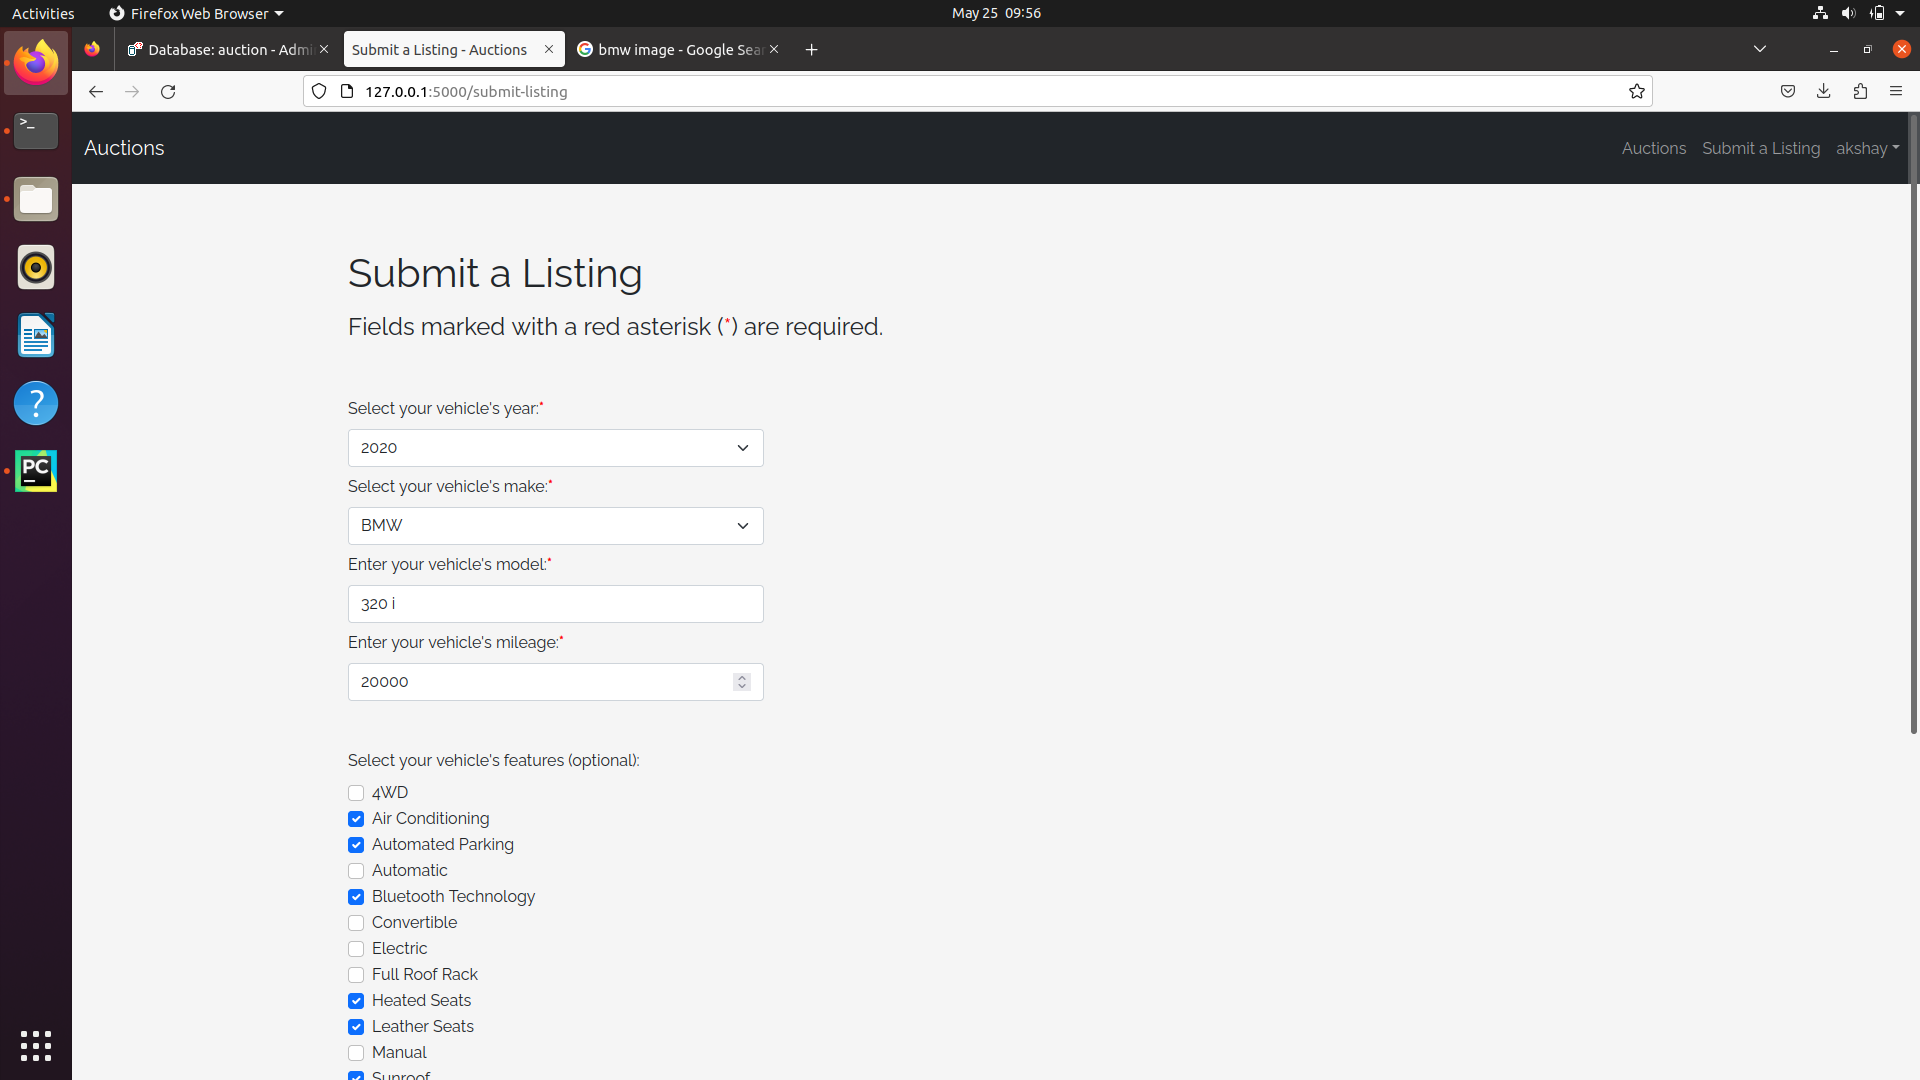 Activities
Firefox Web Browser
May 25 09:56
Database: auction - Admi
Submit a Listing - Auctions
bmw image - Google Sear
127.0.0.1:5000/submit-listing
Auctions
Auctions
Submit a Listing
akshay
Submit a Listing
Fields marked with a red asterisk (*) are required.
Select your vehicle's year:*
2020
Select your vehicle's make:*
BMW
Enter your vehicle's model:*
320 i
Enter your vehicle's mileage:*
20000
Select your vehicle's features (optional):
4WD
Air Conditioning
Automated Parking
Automatic
Bluetooth Technology
Convertible
Electric
Full Roof Rack
Heated Seats
Leather Seats
Manual
Sunroof
PC